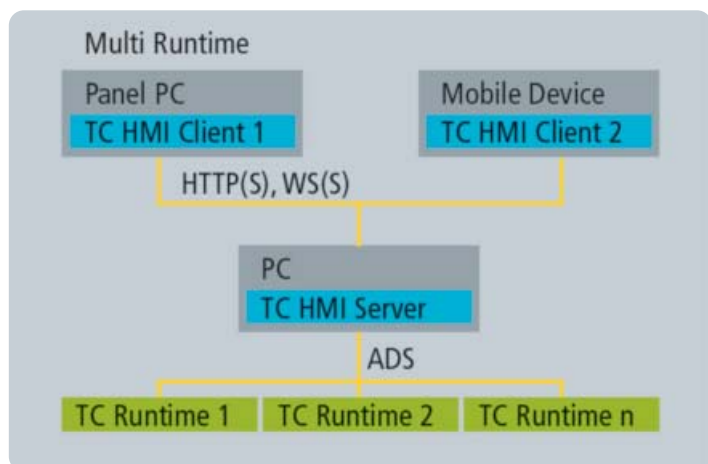 Multi Runtime
Panel PC
TC HMI Client 1
Mobile Device
TC HMI Client 2
HTTP(S), WS(S)
PC
TC HMI Server
ADS
TC Runtime 1
TC Runtime 2
TC Runtime n